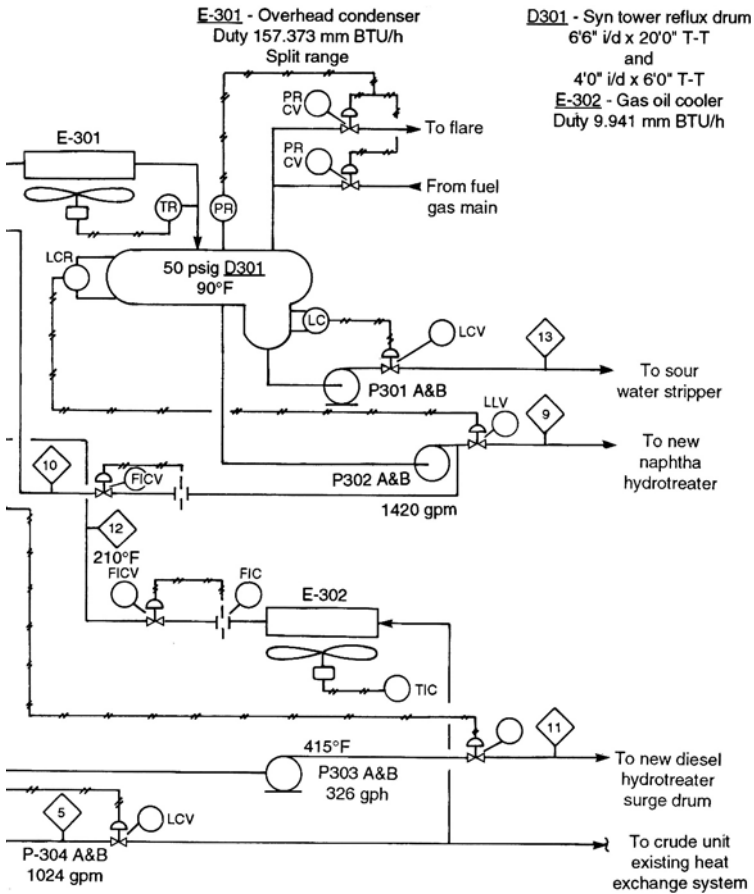 E-301 - Overhead condenser
Duty 157.373 mm BTU/h
Split range
D301 - Syn tower reflux drum
6'6" i/d x 20'0" T-T
and
4'0" i/d x 6'0" T-T
E-302 - Gas oil cooler
Duty 9.941 mm BTU/h
PR
CV
To flare
E-301
PR
CV
From fuel
gas main
TR
PR
LCR
50 psig D301
90°F
LC
LCV
13
P301 A&B
To sour
water stripper
LLV
9
To new
naphtha
hydrotreater
10
FICV
P302 A&B
1420 gpm
12
210°F
FICV
FIC
E-302
TIC
415°F
11
P303 A&B
326 gph
To new diesel
hydrotreater
surge drum
5
LCV
P-304 A&B
1024 gpm
To crude unit
existing heat
exchange system